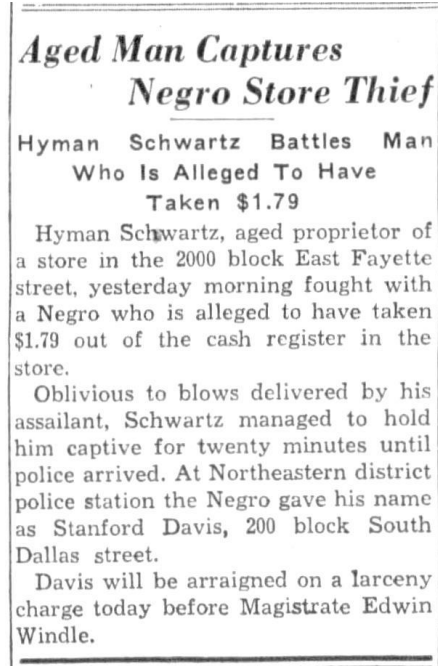 Aged Man Captures
Negro Store Thief
Hyman Schwartz Battles Man
Who Is Alleged To Have
Taken $1.79
Hyman Schwartz, aged proprietor of
a store in the 2000 block East Fayette
street, yesterday morning fought with
a Negro who is alleged to have taken
$1.79 out of the cash register in the
store.
Oblivious to blows delivered by his
assailant, Schwartz managed to hold
him captive for twenty minutes until
police arrived. At Northeastern district
police station the Negro gave his name
as Stanford Davis, 200 block South
Dallas street.
Davis will be arraigned on a larceny
charge today before Magistrate Edwin
Windle.